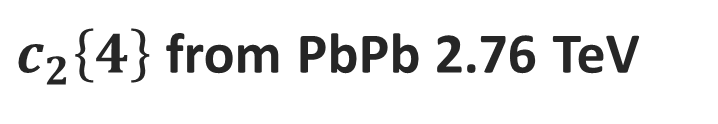 c₂{4} from PbPb 2.76 TeV